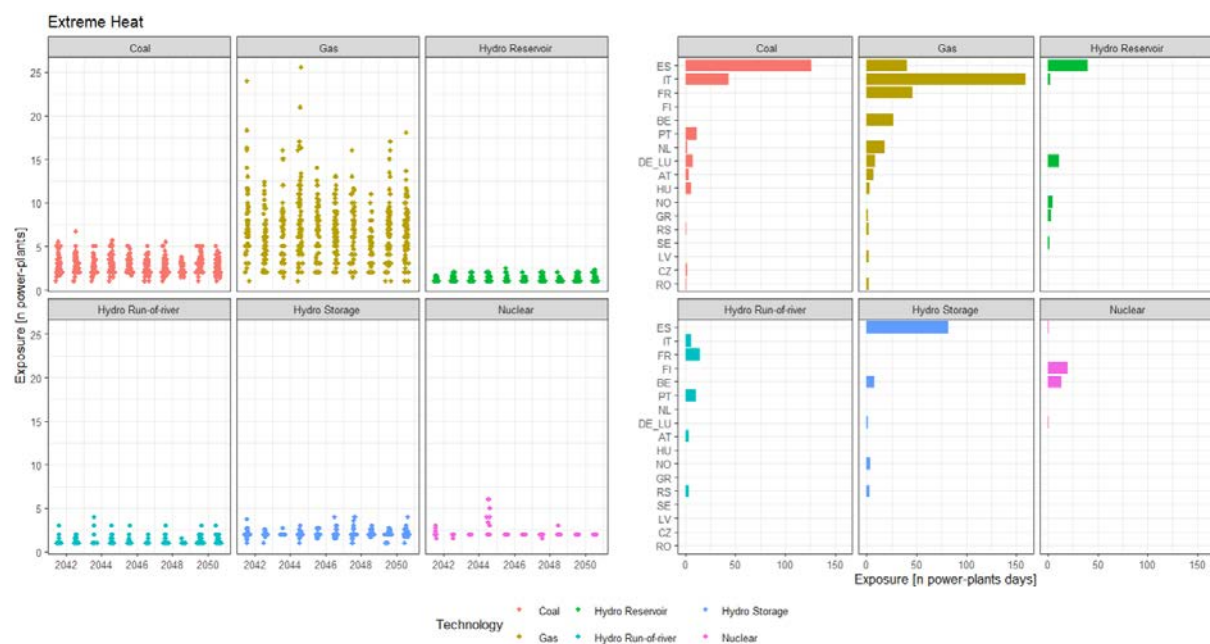 Extreme Heat
Coal Gas Hydro Reservoir
25
20
15
10
5
0
Hydro Run-of-river Hydro Storage Nuclear
25
20
15
10
5
0
Exposure [n power-plants]
2042 2044 2046 2048 2050 2042 2044 2046 2048 2050 2042 2044 2046 2048 2050
Coal Gas Hydro Reservoir
ES
IT
FR
FI
BE
PT
NL
DE_LU
AT
HU
NO
GR
RS
SE
LV
CZ
RO
Hydro Run-of-river Hydro Storage Nuclear
ES
IT
FR
FI
BE
PT
NL
DE_LU
AT
HU
NO
GR
RS
SE
LV
CZ
RO
0 50 100 150 0 50 100 150 0 50 100 150
Exposure [n power-plants days]
Technology
Coal Hydro Reservoir Hydro Storage
Gas Hydro Run-of-river Nuclear